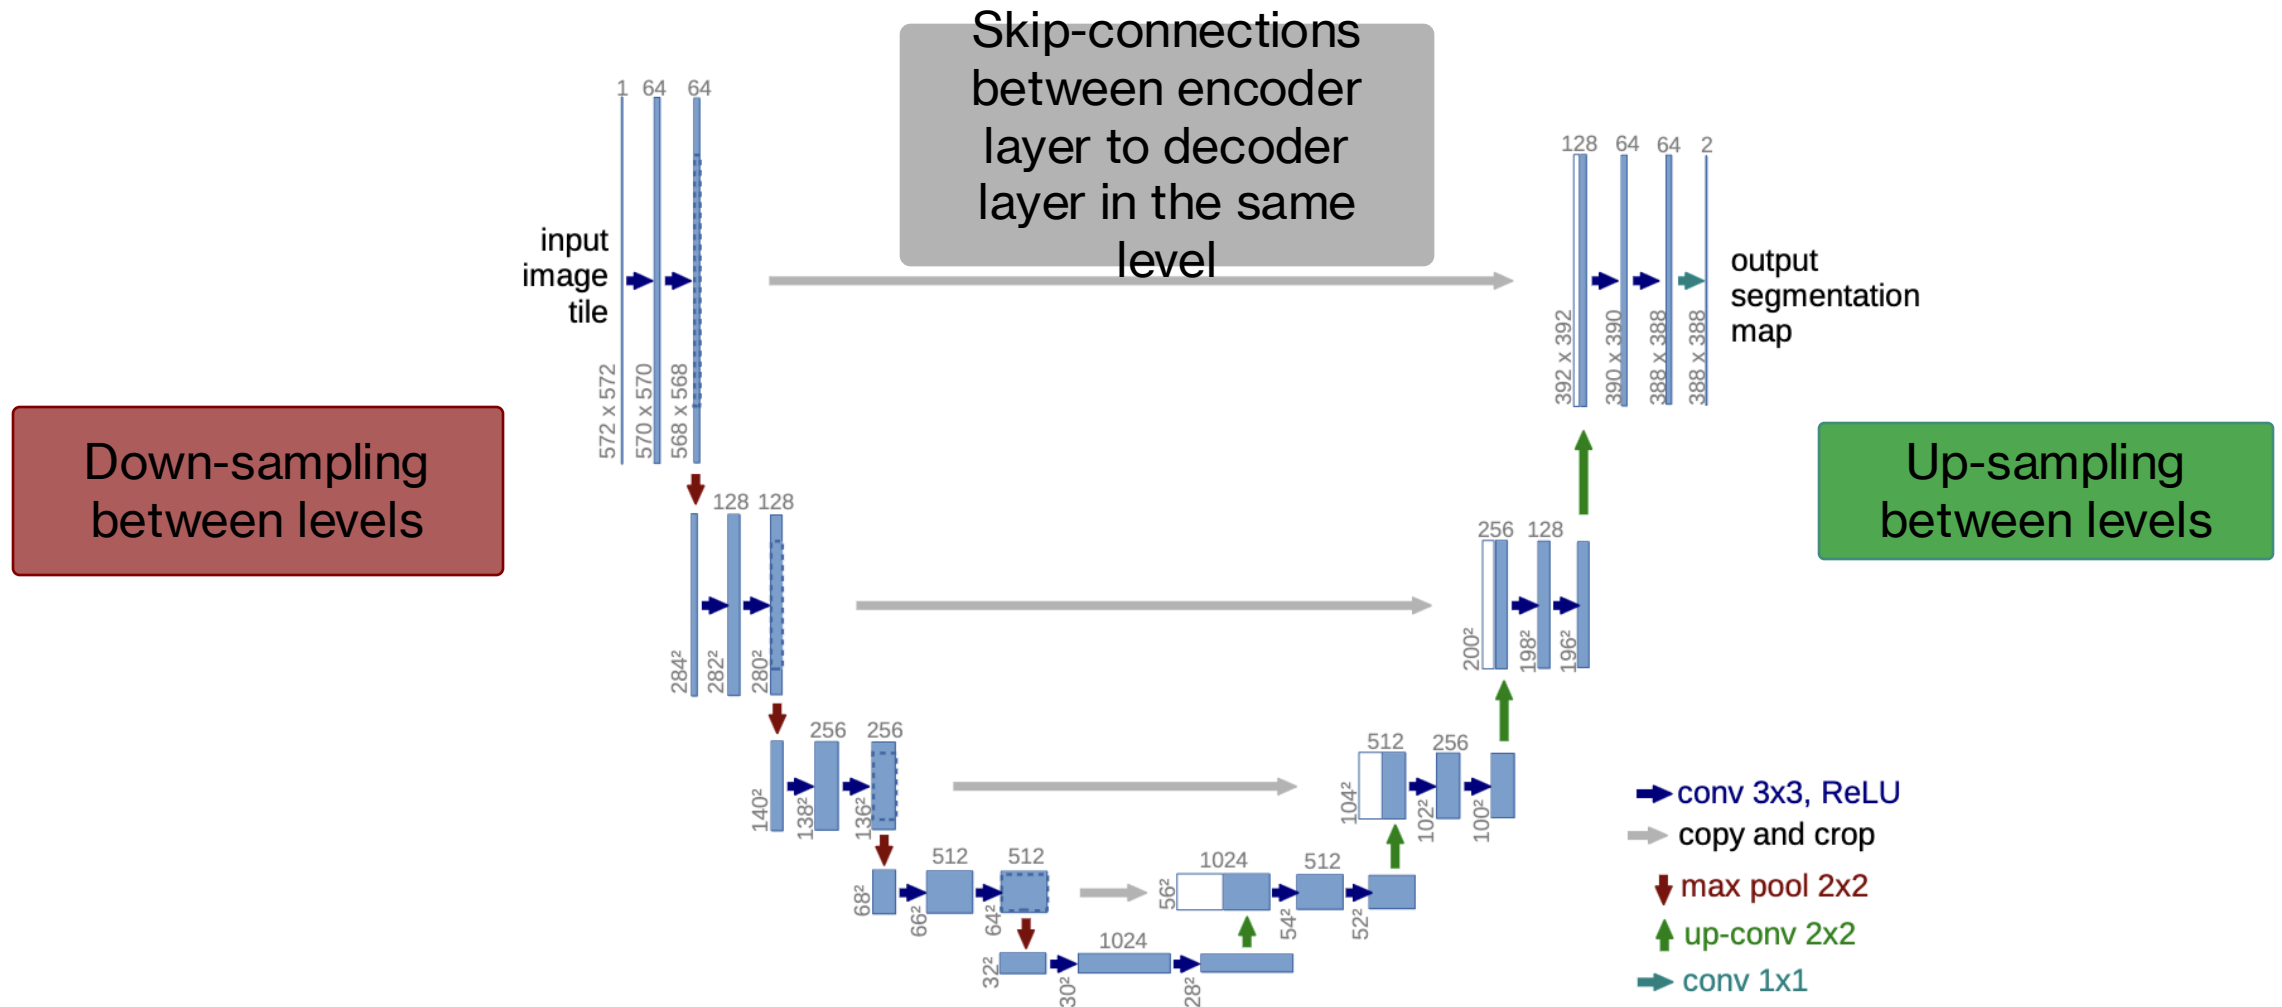 Skip-connections
between encoder
layer to decoder
layer in the same
level
1 64 64
input
image
tile
572 x 572
570 x 570
568 x 568
128 64 64 2
output
segmentation
map
392 x 392
390 x 390
388 x 388
388 x 388
Down-sampling
between levels
Up-sampling
between levels
128 128
284²
282²
280²
256 128
200²
198²
196²
256 256
140²
138²
136²
512 256
104²
102²
100²
512 512
68²
66²
64²
1024 512
56²
54²
52²
1024
32²
30²
28²
conv 3x3, ReLU
copy and crop
max pool 2x2
up-conv 2x2
conv 1x1